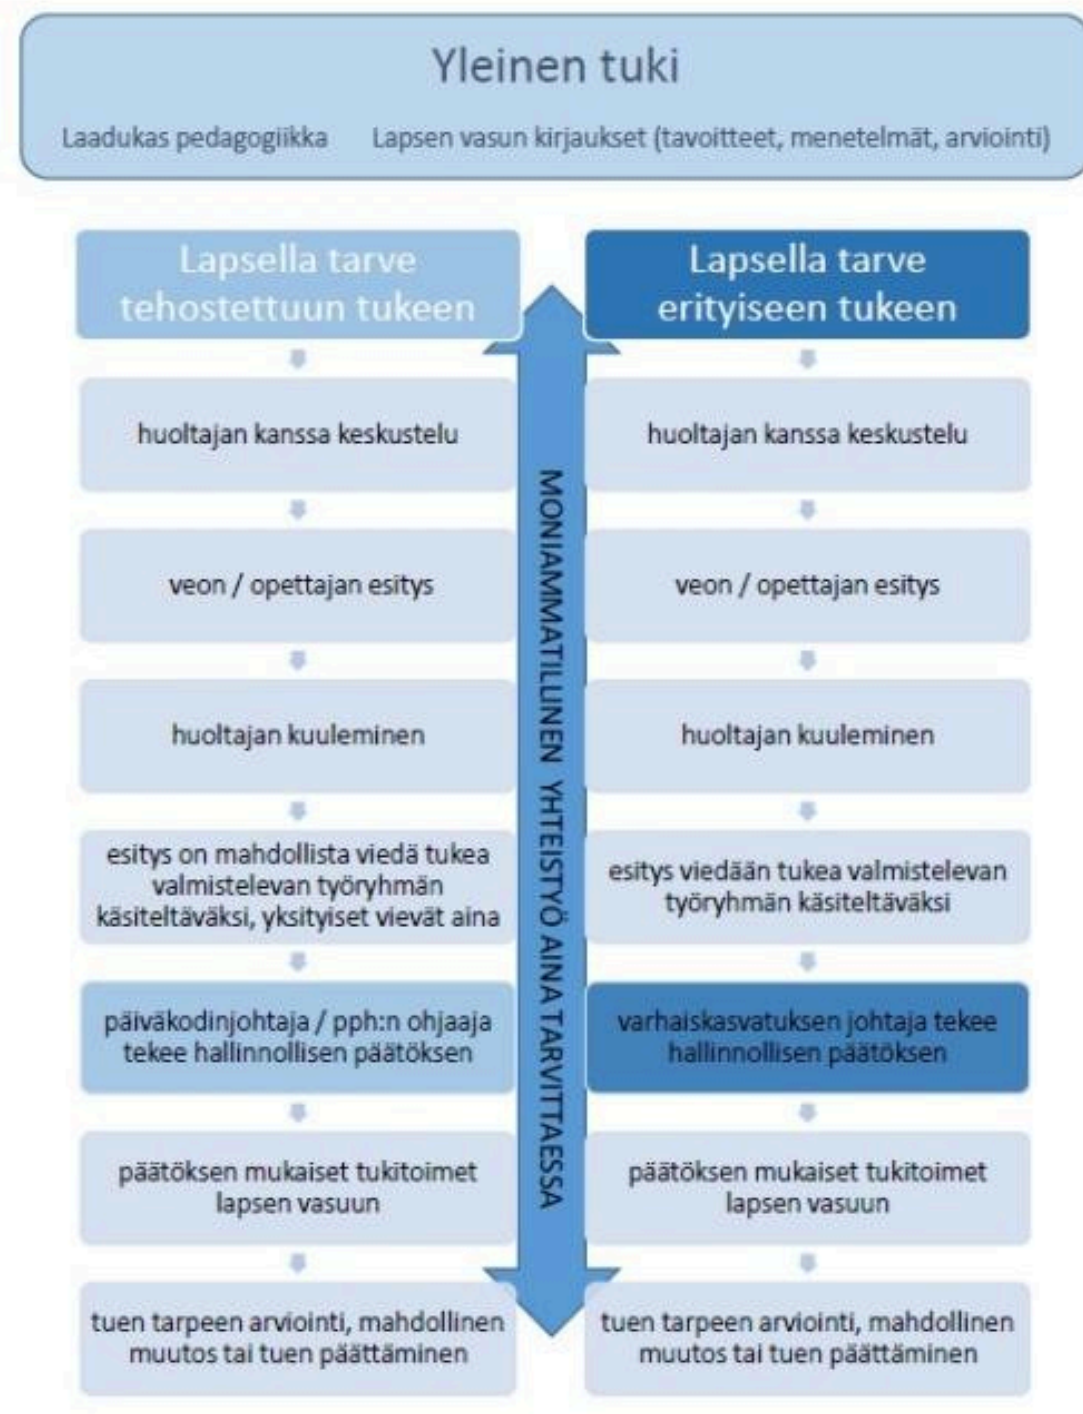 Yleinen tuki
Laadukas pedagogiikka Lapsen vasun kirjaukset (tavoitteet, menetelmät, arviointi)
Lapsella tarve
tehostettuun tukeen
huoltajan kanssa keskustelu
veon / opettajan esitys
huoltajan kuuleminen
esitys on mahdollista viedä tukea
valmistelevan työryhmän
käsiteltäväksi, yksityiset vievät aina
päiväkodinjohtaja / pph:n ohjaaja
tekee hallinnollisen päätöksen
päätöksen mukaiset tukitoimet
lapsen vasuun
tuen tarpeen arviointi, mahdollinen
muutos tai tuen päättäminen
MONIAMMATILLINEN YHTEISTYÖ AINA TARVITTAESSA
Lapsella tarve
erityiseen tukeen
huoltajan kanssa keskustelu
veon / opettajan esitys
huoltajan kuuleminen
esitys viedään tukea valmistelevan
työryhmän käsiteltäväksi
varhaiskasvatuksen johtaja tekee
hallinnollisen päätöksen
päätöksen mukaiset tukitoimet
lapsen vasuun
tuen tarpeen arviointi, mahdollinen
muutos tai tuen päättäminen